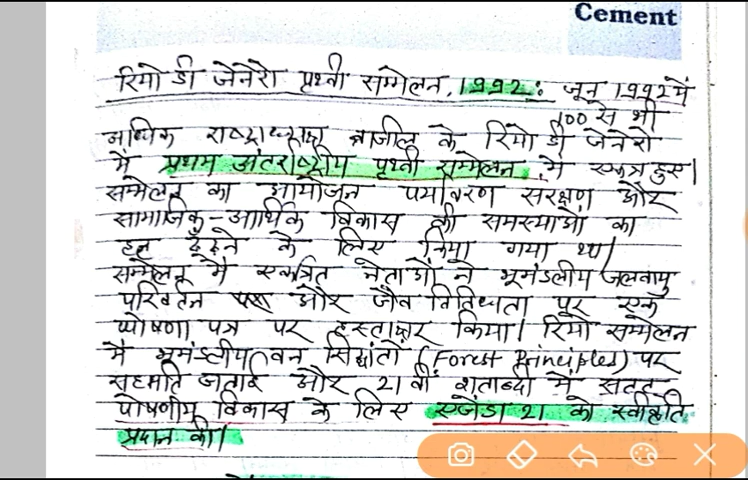 Cement
रियो डी जेनेरो पृथ्वी सम्मेलन, 1992: जून 1992 में
100 से भी
अधिक राष्ट्राध्यक्ष ब्राजील के रियो डी जेनेरो
में प्रथम अंतर्राष्ट्रीय पृथ्वी सम्मेलन में एकत्र हुए।
सम्मेलन का आयोजन पर्यावरण संरक्षण और
सामाजिक-आर्थिक विकास की समस्याओं का
हल ढूँढ़ने के लिए किया गया था।
सम्मेलन में एकत्रित नेताओं ने भूमंडलीय जलवायु
परिवर्तन और जैव विविधता पर एक
घोषणा पत्र पर हस्ताक्षर किया। रियो सम्मेलन
में भूमंडलीय वन सिद्धांतों (Forest Principles) पर
सहमति जताई और 21 वीं शताब्दी में सतत
पोषणीय विकास के लिए एजेंडा 21 को स्वीकृति
प्रदान की।